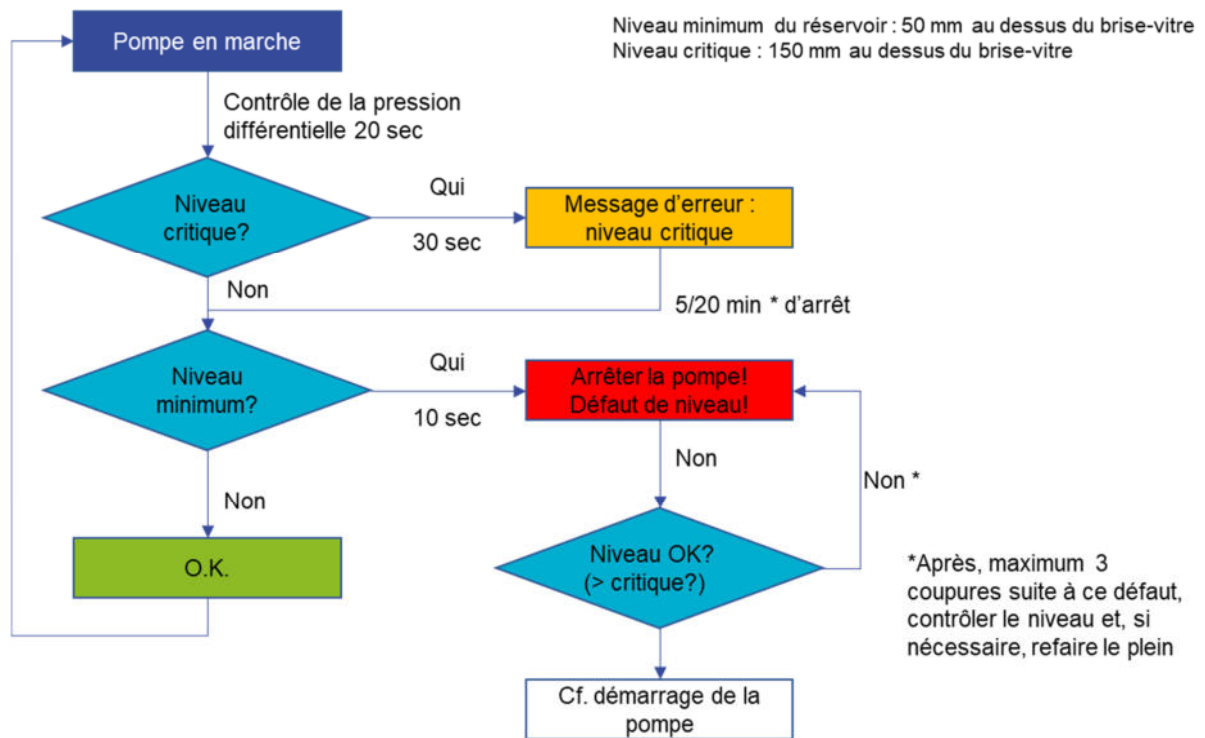 Niveau minimum du réservoir : 50 mm au dessus du brise-vitre
Niveau critique : 150 mm au dessus du brise-vitre
Pompe en marche
Contrôle de la pression
différentielle 20 sec
Niveau
critique?
Qui
30 sec
Message d'erreur :
niveau critique
Non
5/20 min * d'arrêt
Niveau
minimum?
Qui
10 sec
Arrêter la pompe!
Défaut de niveau!
Non
Non
Non *
O.K.
Niveau OK?
(> critique?)
*Après, maximum 3
coupures suite à ce défaut,
contrôler le niveau et, si
nécessaire, refaire le plein
Cf. démarrage de la
pompe